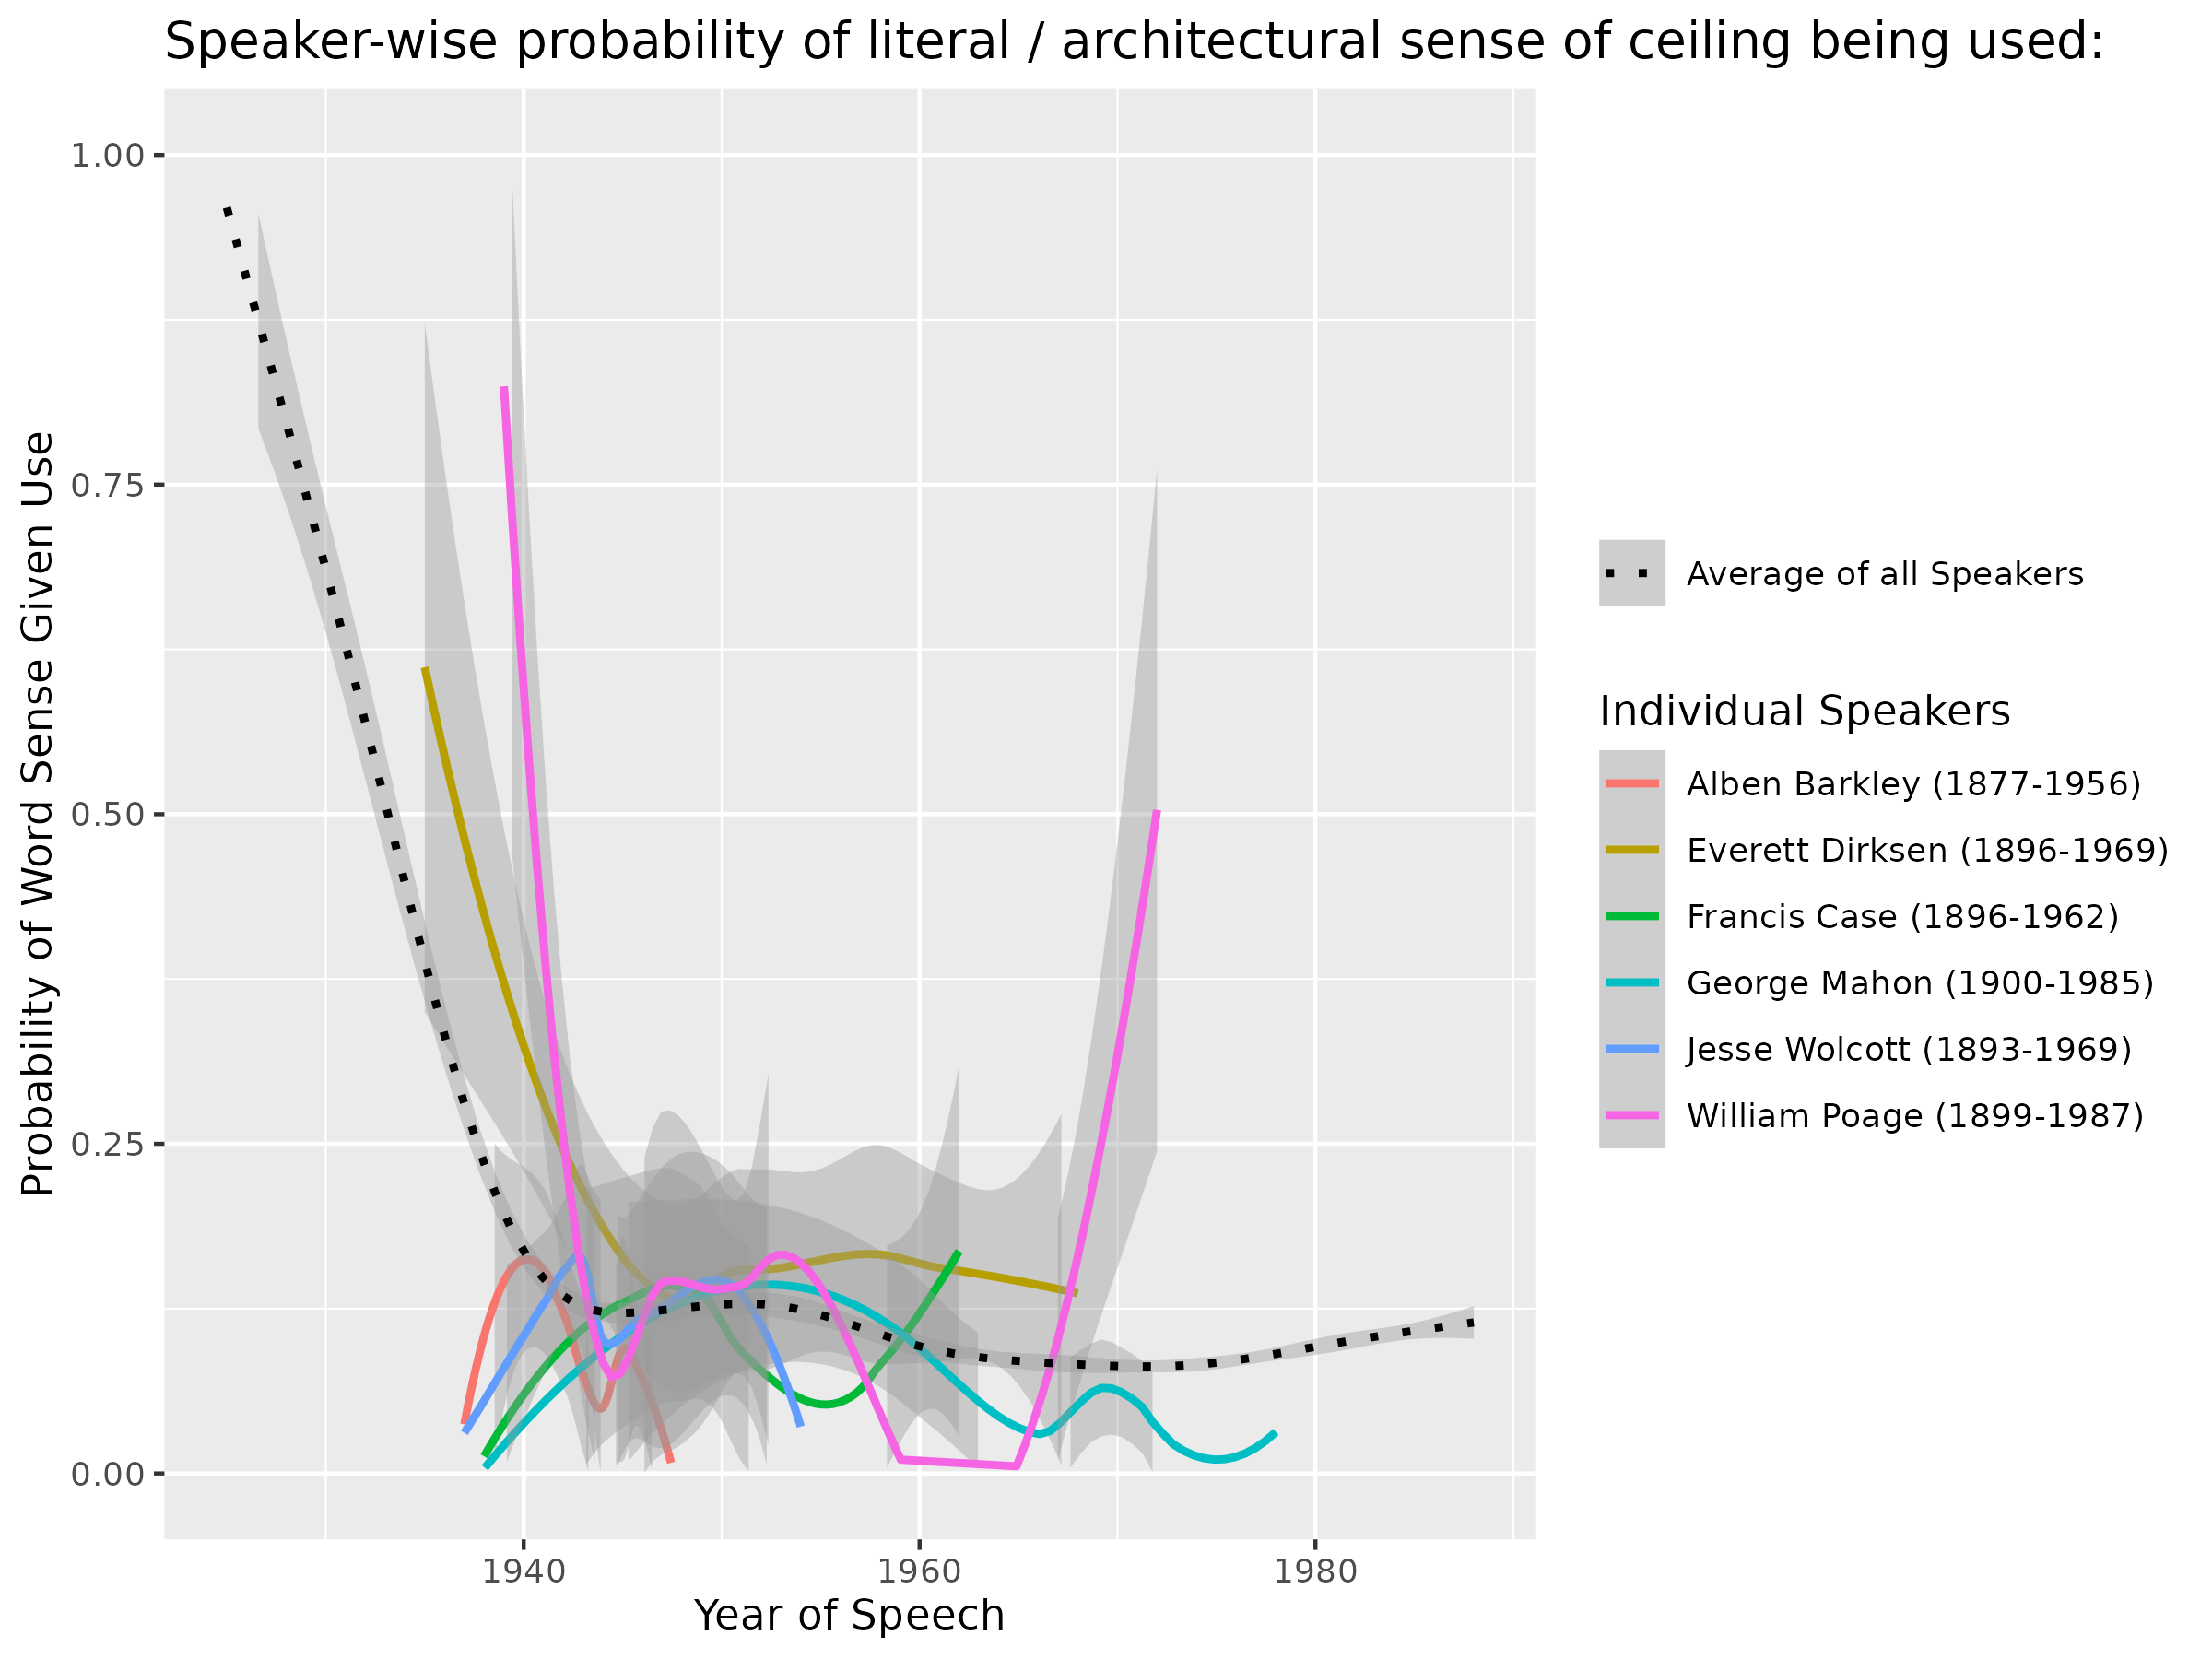 Speaker-wise probability of literal / architectural sense of ceiling being used:
Probability of Word Sense Given Use
1.00
0.75
0.50
0.25
0.00
1940
1960
1980
Year of Speech
Average of all Speakers
Individual Speakers
Alben Barkley (1877-1956)
Everett Dirksen (1896-1969)
Francis Case (1896-1962)
George Mahon (1900-1985)
Jesse Wolcott (1893-1969)
William Poage (1899-1987)